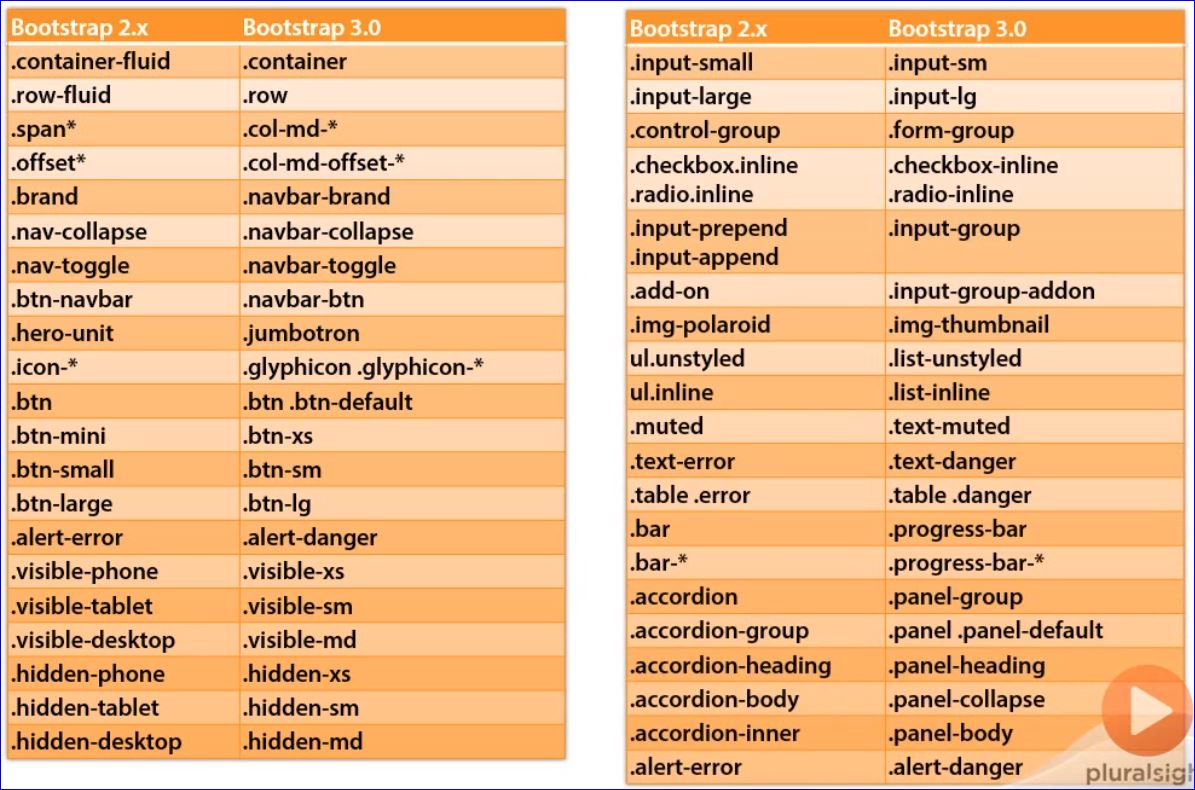 Bootstrap 2.x Bootstrap 3.0
.container-fluid .container
.row-fluid .row
.span* .col-md-*
.offset* .col-md-offset-*
.brand .navbar-brand
.nav-collapse .navbar-collapse
.nav-toggle .navbar-toggle
.btn-navbar .navbar-btn
.hero-unit .jumbotron
.icon-* .glyphicon .glyphicon-*
.btn .btn .btn-default
.btn-mini .btn-xs
.btn-small .btn-sm
.btn-large .btn-lg
.alert-error .alert-danger
.visible-phone .visible-xs
.visible-tablet .visible-sm
.visible-desktop .visible-md
.hidden-phone .hidden-xs
.hidden-tablet .hidden-sm
.hidden-desktop .hidden-md
Bootstrap 2.x Bootstrap 3.0
.input-small .input-sm
.input-large .input-lg
.control-group .form-group
.checkbox.inline .checkbox-inline
.radio.inline .radio-inline
.input-prepend .input-group
.input-append
.add-on .input-group-addon
.img-polaroid .img-thumbnail
ul.unstyled .list-unstyled
ul.inline .list-inline
.muted .text-muted
.text-error .text-danger
.table .error .table .danger
.bar .progress-bar
.bar-* .progress-bar-*
.accordion .panel-group
.accordion-group .panel .panel-default
.accordion-heading .panel-heading
.accordion-body .panel-collapse
.accordion-inner .panel-body
.alert-error .alert-danger
pluralsigh